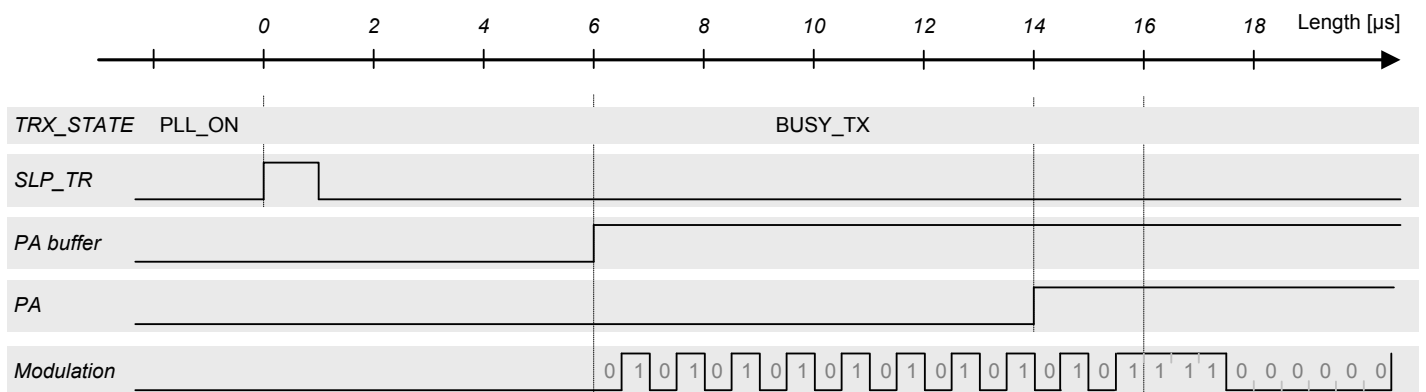 0 2 4 6 8 10 12 14 16 18 Length [µs]
TRX_STATE PLL_ON BUSY_TX
SLP_TR
PA buffer
PA
Modulation 0 1 0 1 0 1 0 1 0 1 0 1 0 1 0 1 0 1 0 1 1 1 1 0 0 0 0 0 0